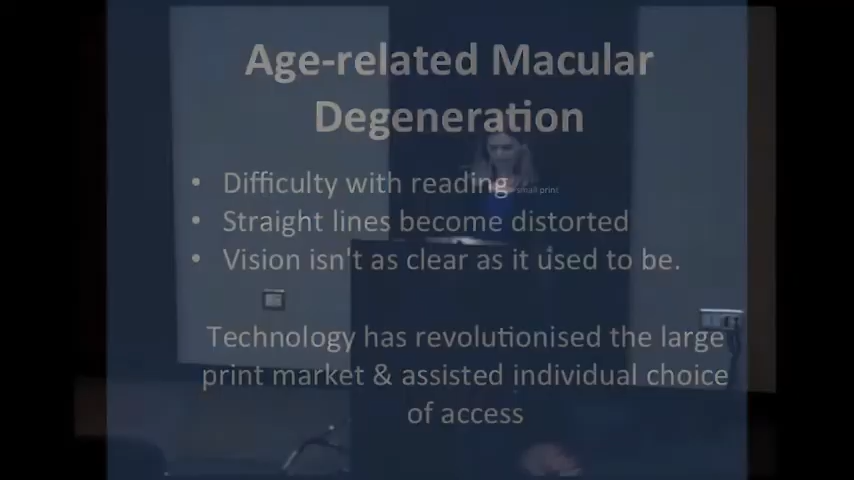 Age-related Macular
Degeneration
• Difficulty with reading small print
• Straight lines become distorted
• Vision isn't as clear as it used to be.
Technology has revolutionised the large
print market & assisted individual choice
of access